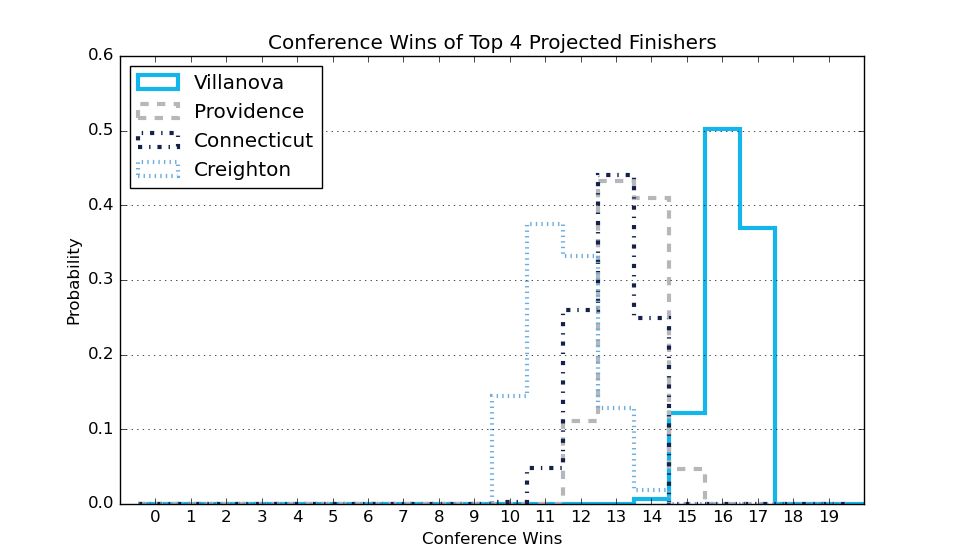 Conference Wins of Top 4 Projected Finishers
0.6
0.5
0.4
0.3
0.2
0.1
0.0
Probability
Villanova
Providence
Connecticut
Creighton
0 1 2 3 4 5 6 7 8 9 10 11 12 13 14 15 16 17 18 19
Conference Wins